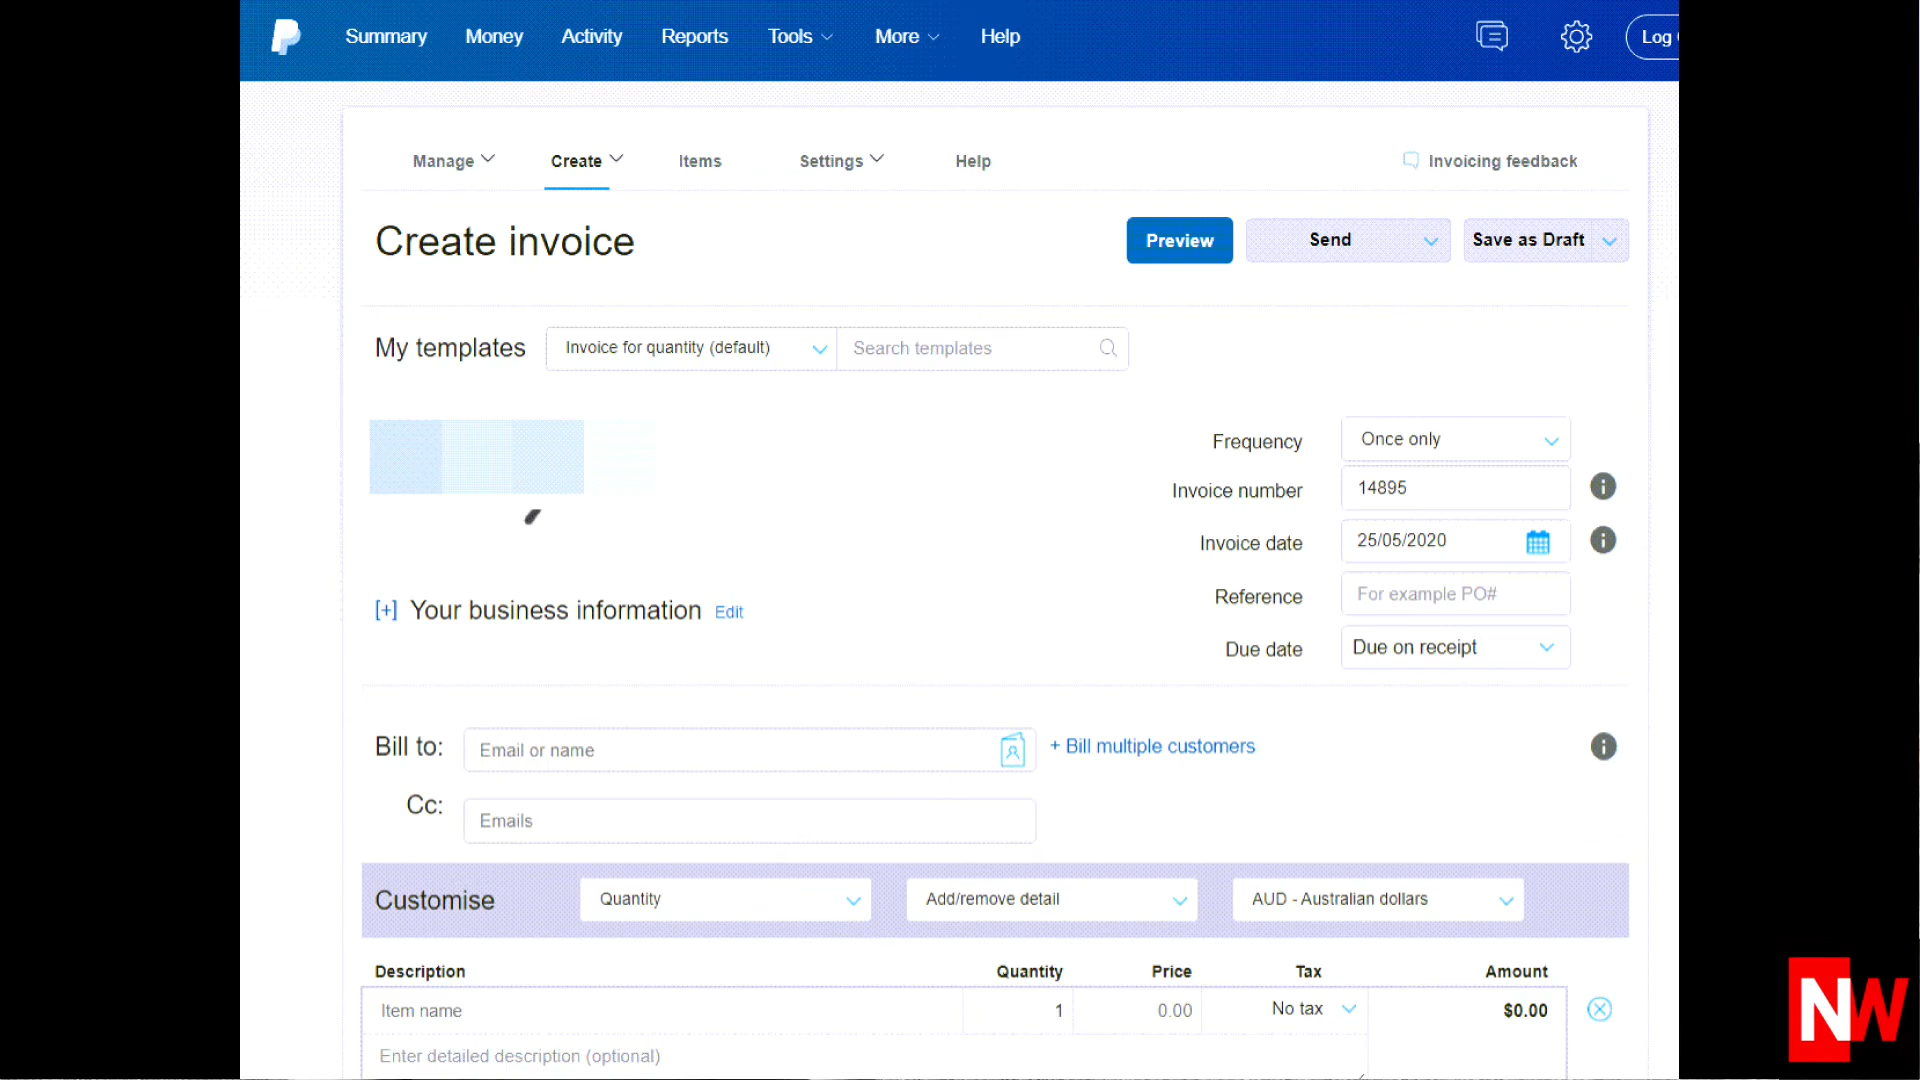 Summary Money Activity Reports Tools More Help Log
Manage Create Items Settings Help Invoicing feedback
Create invoice Preview Send Save as Draft
My templates Invoice for quantity (default) Search templates
Frequency Once only
Invoice number 14895
Invoice date 25/05/2020
Reference For example PO#
[+] Your business information Edit
Due date Due on receipt
Bill to: Email or name + Bill multiple customers
Cc: Emails
Customise Quantity Add/remove detail AUD - Australian dollars
Description Quantity Price Tax Amount
Item name 1 0.00 No tax $0.00
Enter detailed description (optional)
NW